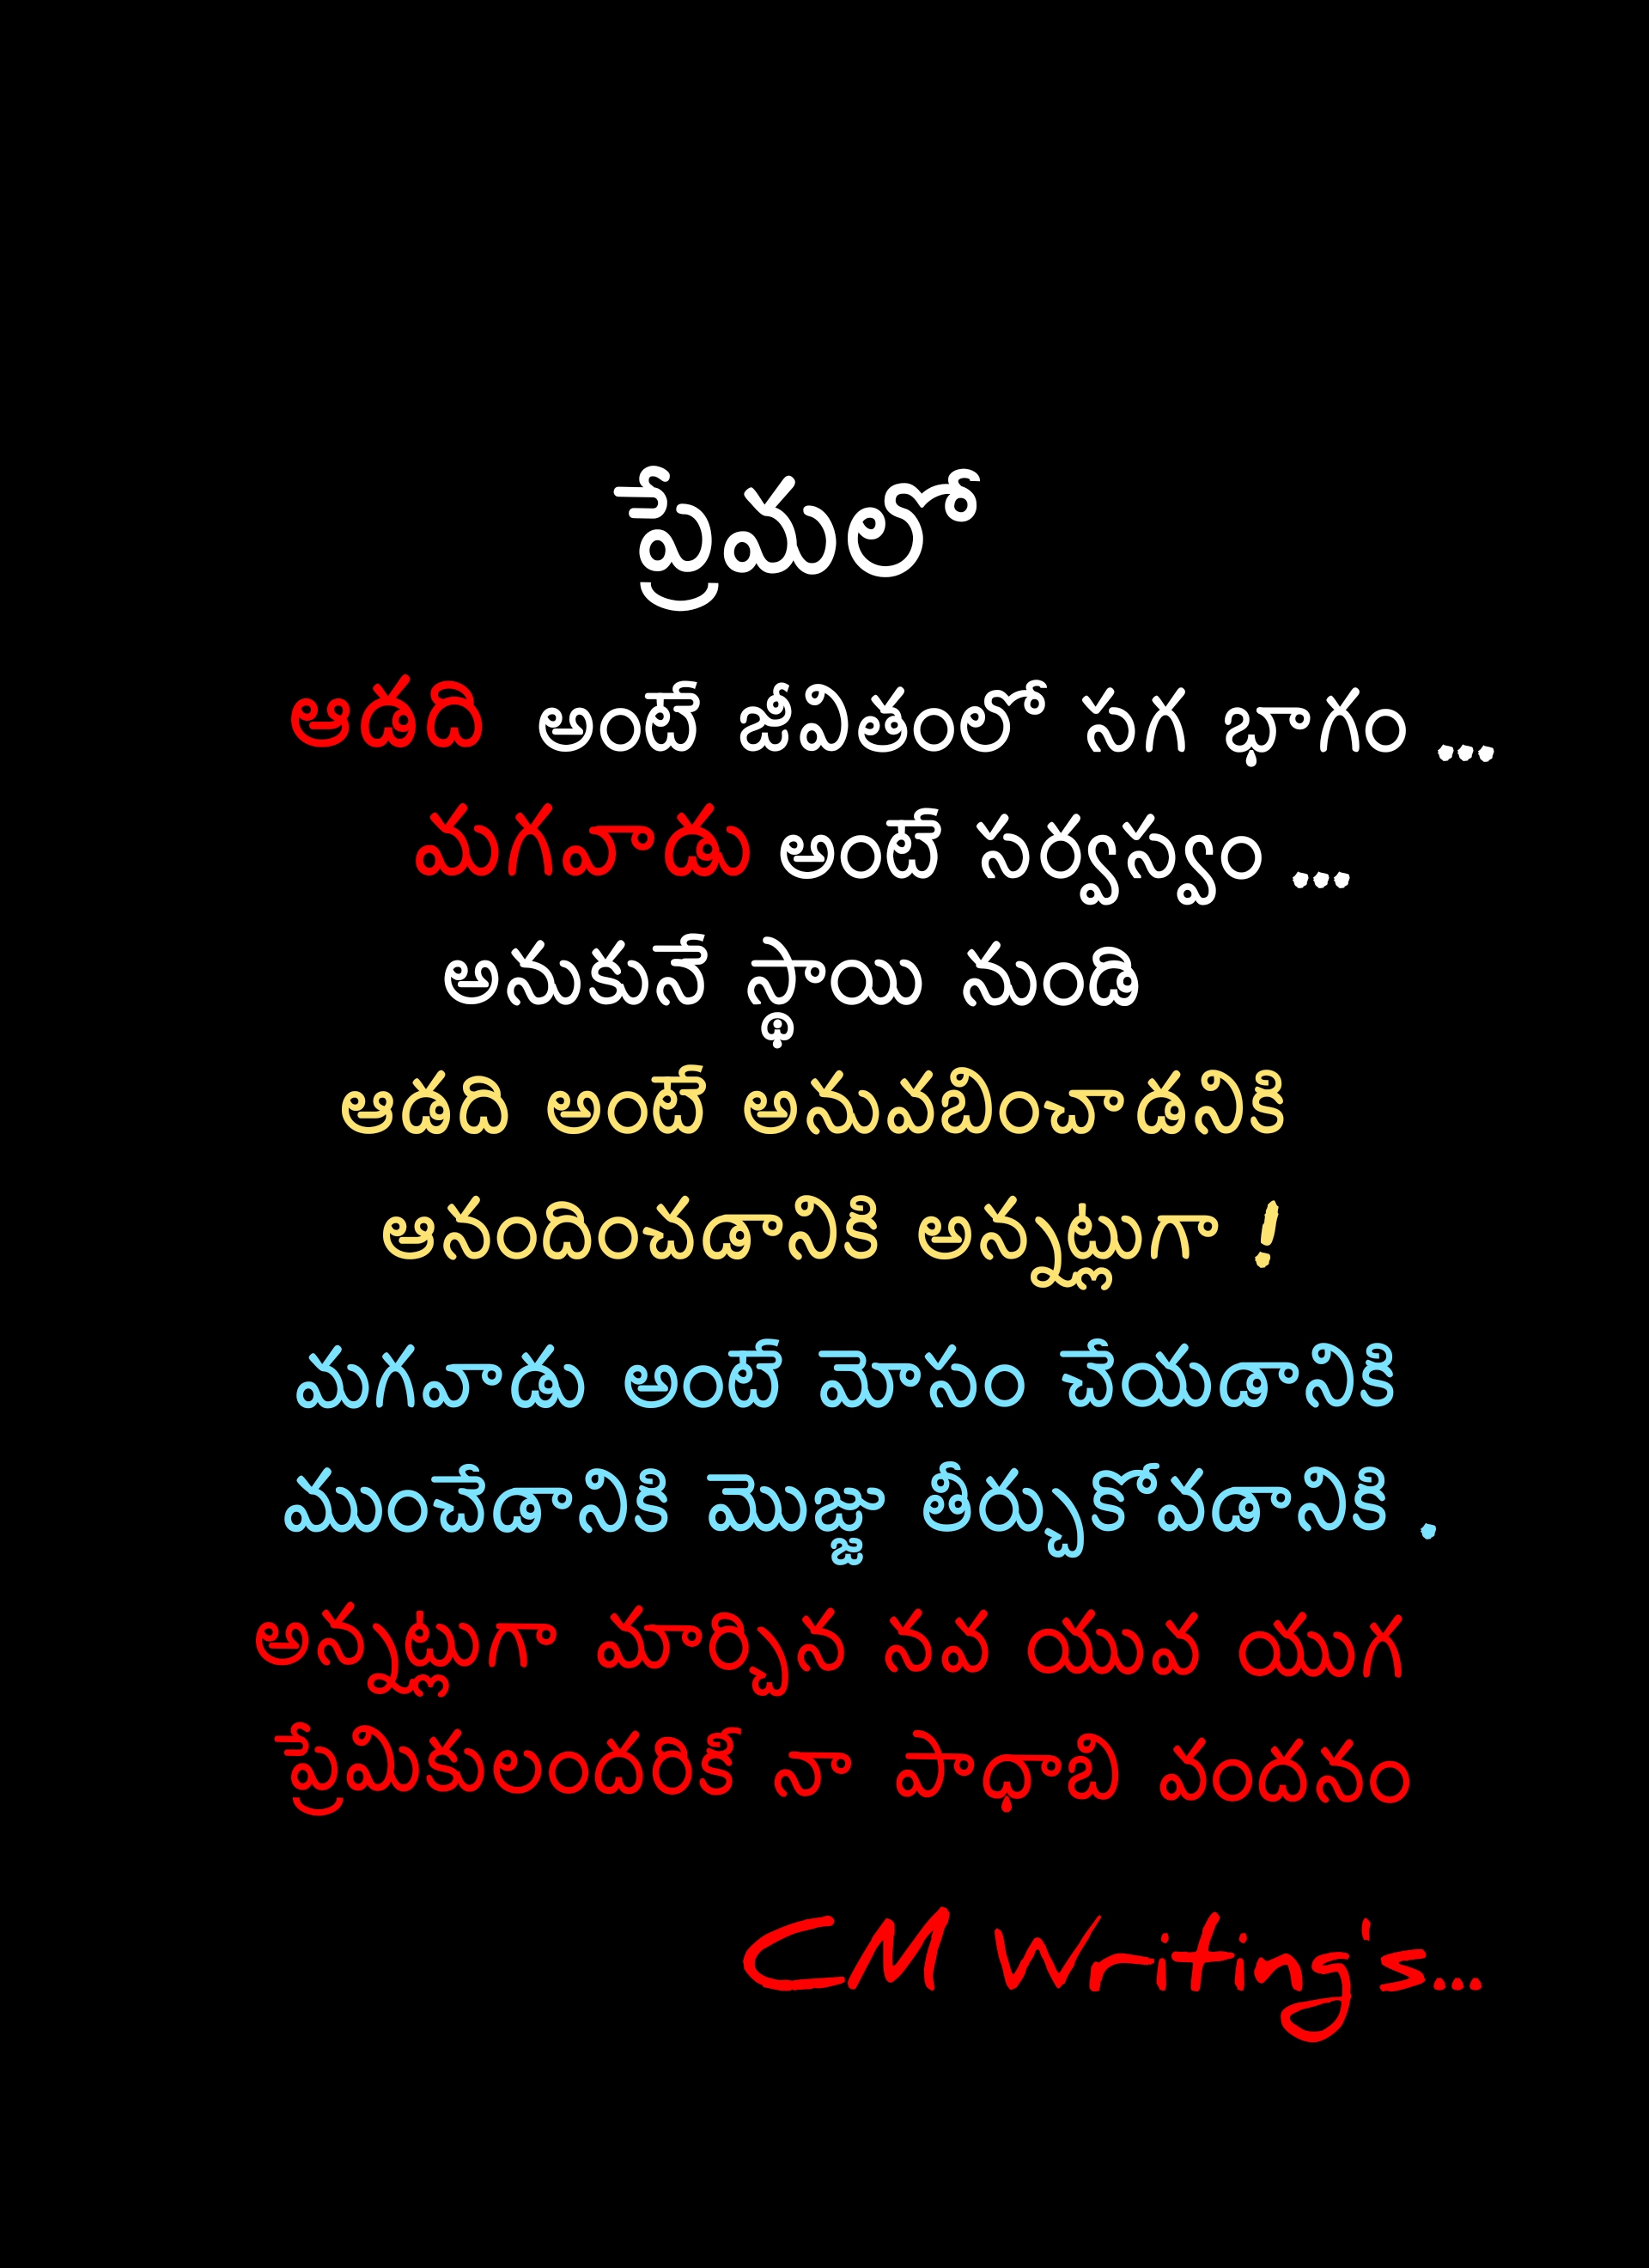 ప్రేమలో
ఆడది అంటే జీవితంలో సగ భాగం ...
మగవాడు అంటే సర్వస్వం ...
అనుకునే స్థాయి నుండి
ఆడది అంటే అనువబించాడనికి
ఆనందించడానికి అన్నట్లుగా !
మగవాడు అంటే మోసం చేయడానికి
ముంచేడానికి మొజ్జు తీర్చుకోవడానికి .
అన్నట్లుగా మార్చిన నవ యువ యుగ
ప్రేమికులందరికీ నా పాధాబి వందనం
CM Writing's...